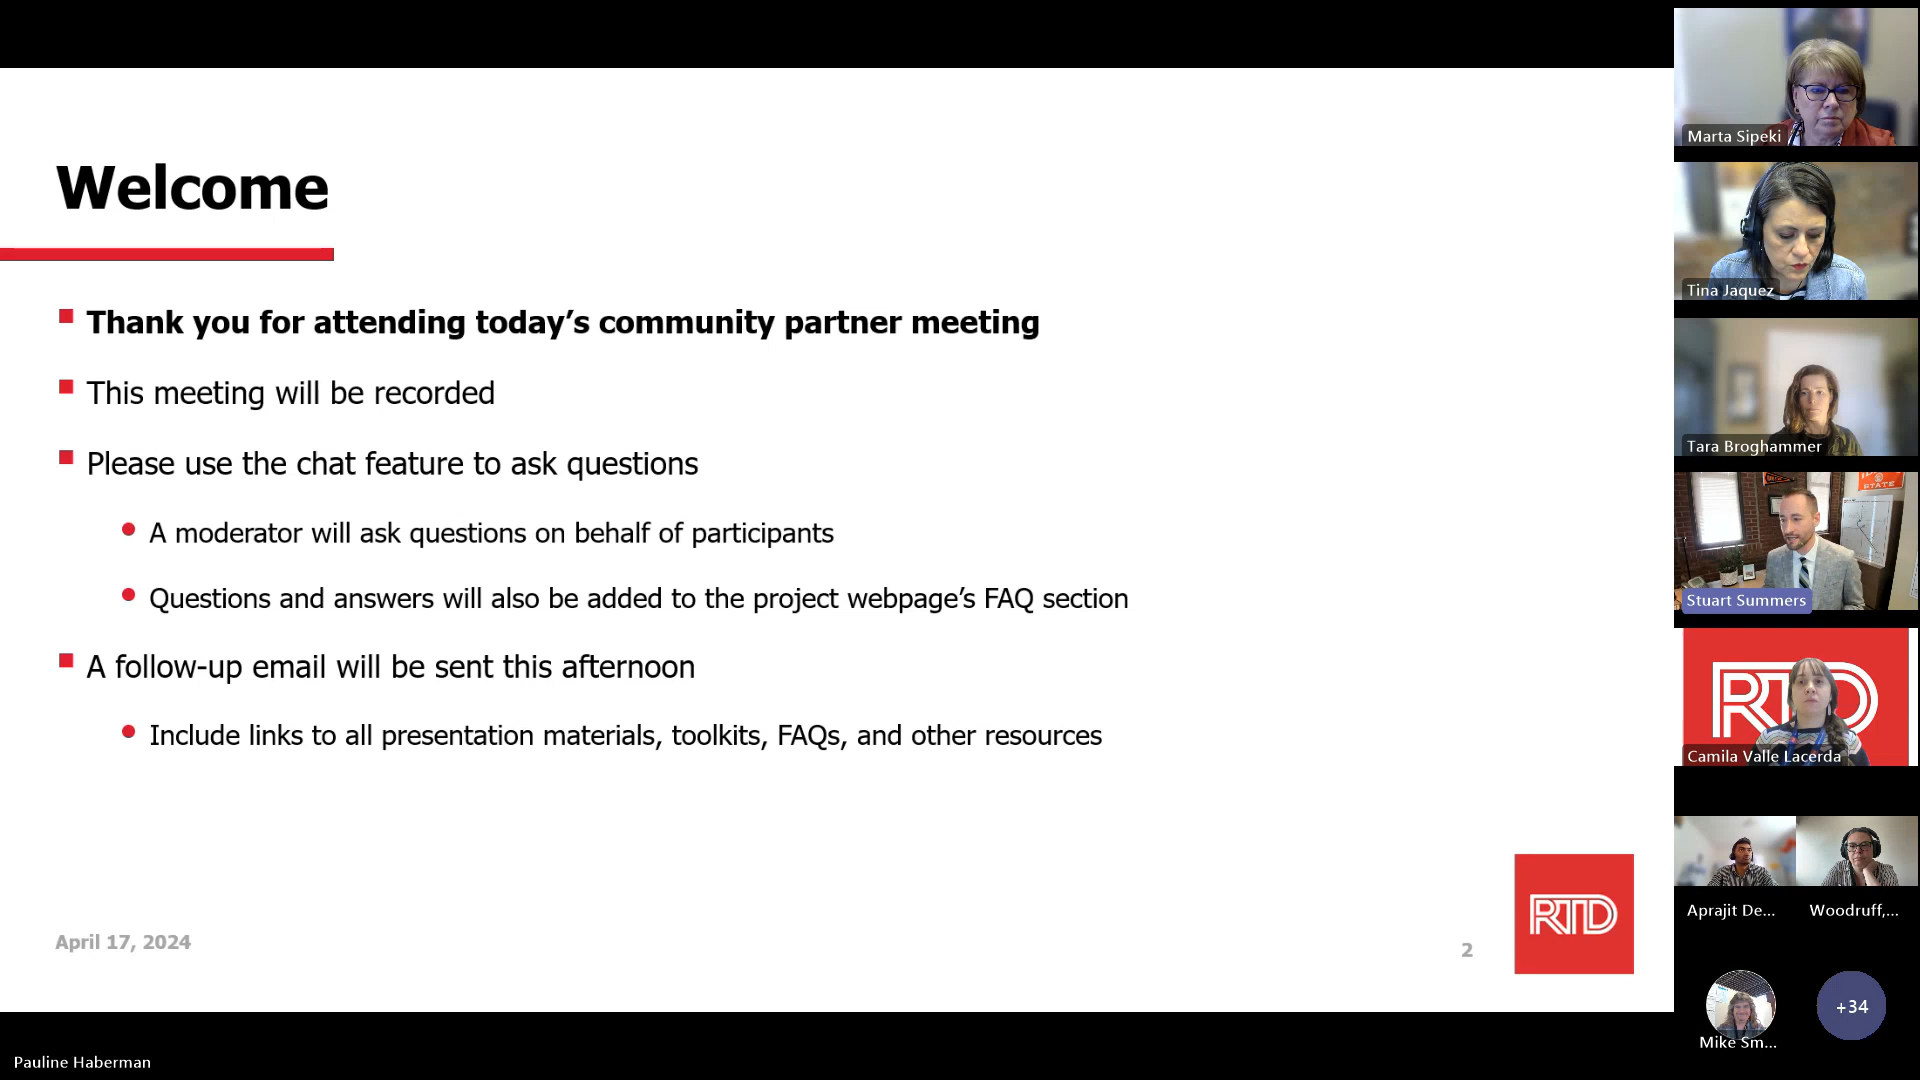 Welcome
Thank you for attending today’s community partner meeting
This meeting will be recorded
Please use the chat feature to ask questions
A moderator will ask questions on behalf of participants
Questions and answers will also be added to the project webpage’s FAQ section
A follow-up email will be sent this afternoon
Include links to all presentation materials, toolkits, FAQs, and other resources
April 17, 2024
2
RTD
Pauline Haberman
Marta Sipeki
Tina Jaquez
Tara Broghammer
STATE
Stuart Summers
RTD
Camila Valle Lacerda
Aprajit De...
Woodruff,...
Mike Sm...
+34